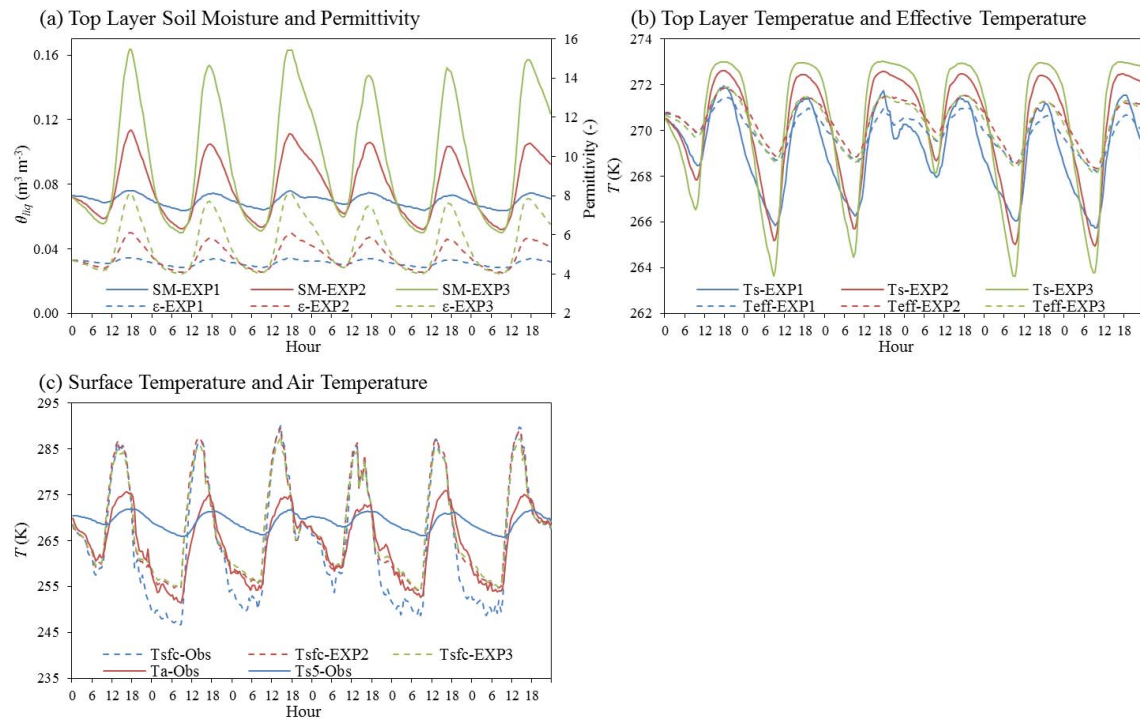 (a) Top Layer Soil Moisture and Permittivity
0.16
0.12
0.08
0.04
0.00
θliq (m³ m⁻³)
16
14
12
10
8
6
4
2
Permittivity (-)
SM-EXP1 SM-EXP2 SM-EXP3
ε-EXP1 ε-EXP2 ε-EXP3
0 6 12 18 0 6 12 18 0 6 12 18 0 6 12 18 0 6 12 18 0 6 12 18
Hour
(b) Top Layer Temperatue and Effective Temperature
274
272
270
268
266
264
262
T (K)
Ts-EXP1 Ts-EXP2 Ts-EXP3
Teff-EXP1 Teff-EXP2 Teff-EXP3
0 6 12 18 0 6 12 18 0 6 12 18 0 6 12 18 0 6 12 18 0 6 12 18
Hour
(c) Surface Temperature and Air Temperature
295
285
275
265
255
245
235
T (K)
Tsfc-Obs Tsfc-EXP2 Tsfc-EXP3
Ta-Obs Ts5-Obs
0 6 12 18 0 6 12 18 0 6 12 18 0 6 12 18 0 6 12 18 0 6 12 18
Hour